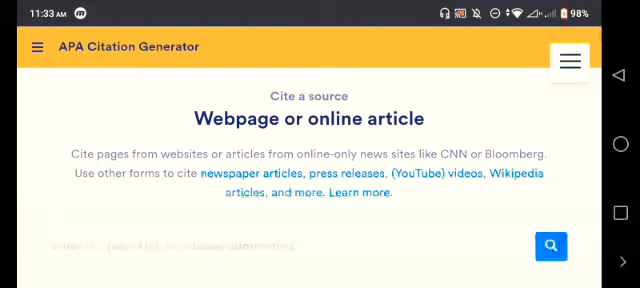 11:33 AM
98%
APA Citation Generator
Cite a source
Webpage or online article
Cite pages from websites or articles from online-only news sites like CNN or Bloomberg.
Use other forms to cite newspaper articles, press releases, (YouTube) videos, Wikipedia
articles, and more. Learn more.